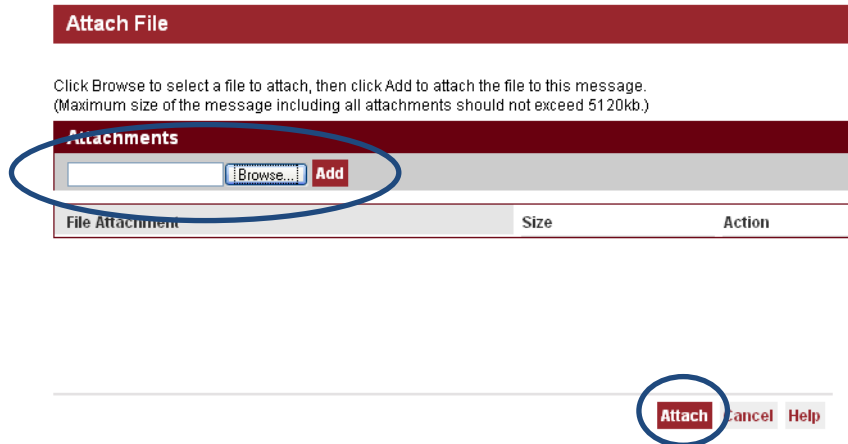 Attach File
Click Browse to select a file to attach, then click Add to attach the file to this message.
(Maximum size of the message including all attachments should not exceed 5120kb.)
Attachments
Browse... Add
File Attachment Size Action
Attach Cancel Help